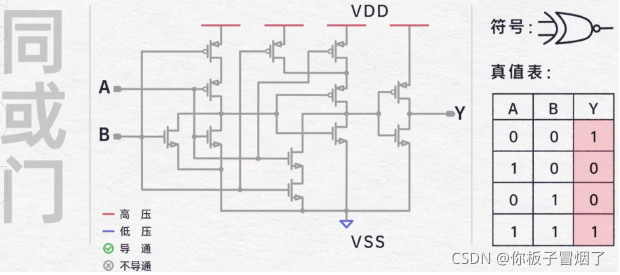 同或门
VDD
A
B
Y
VSS
高 压
低 压
导 通
不导通
符号:
真值表:
A B Y
0 0 1
1 0 0
0 1 0
1 1 1
CSDN @你板子冒烟了